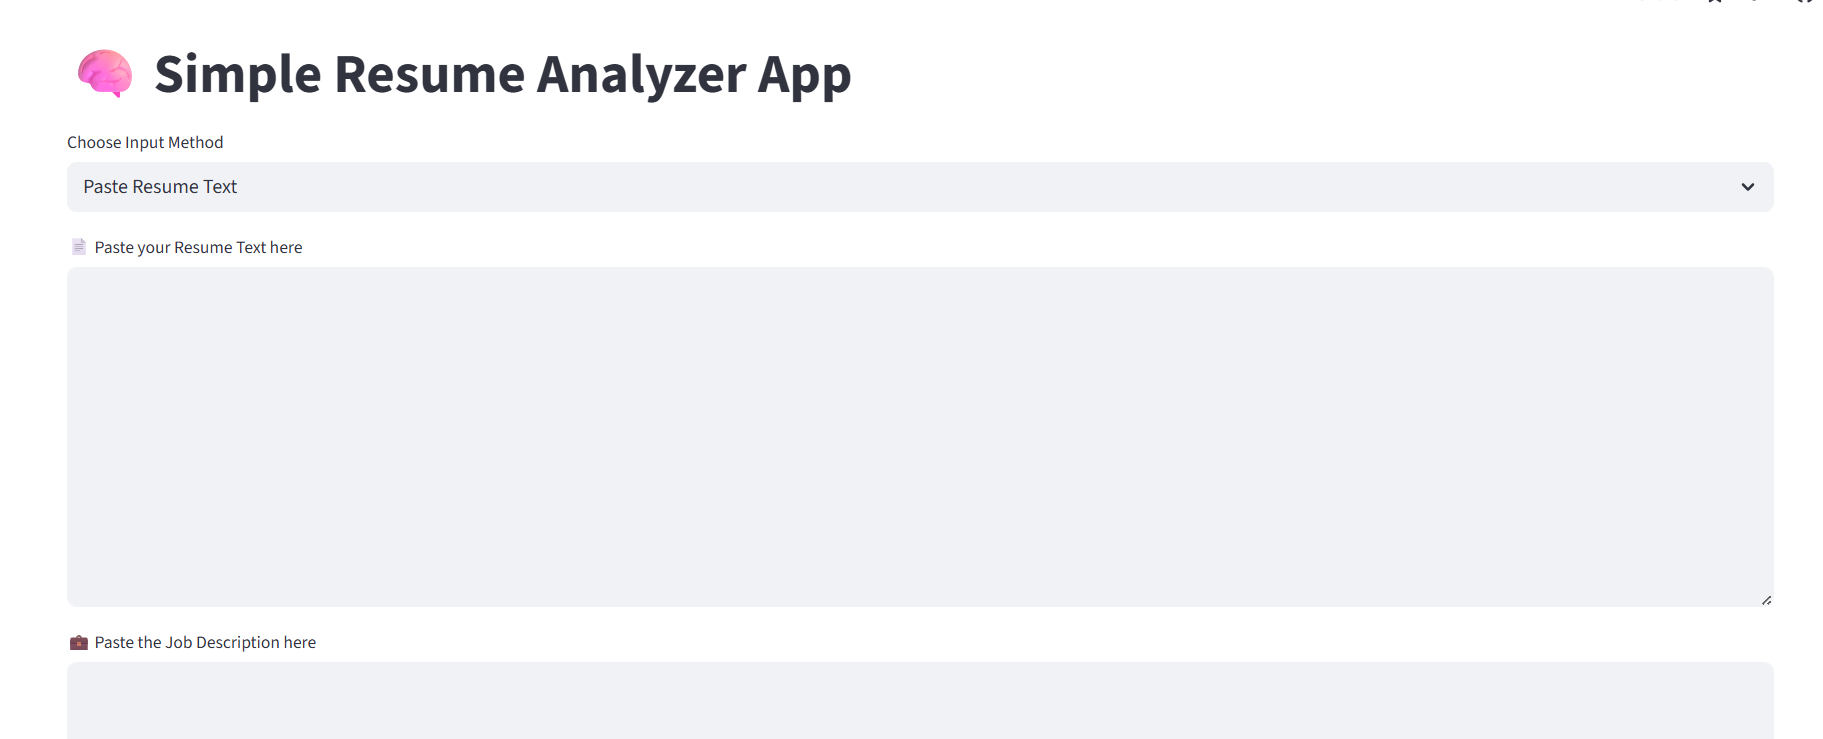 Simple Resume Analyzer App
Choose Input Method
Paste Resume Text
Paste your Resume Text here
Paste the Job Description here